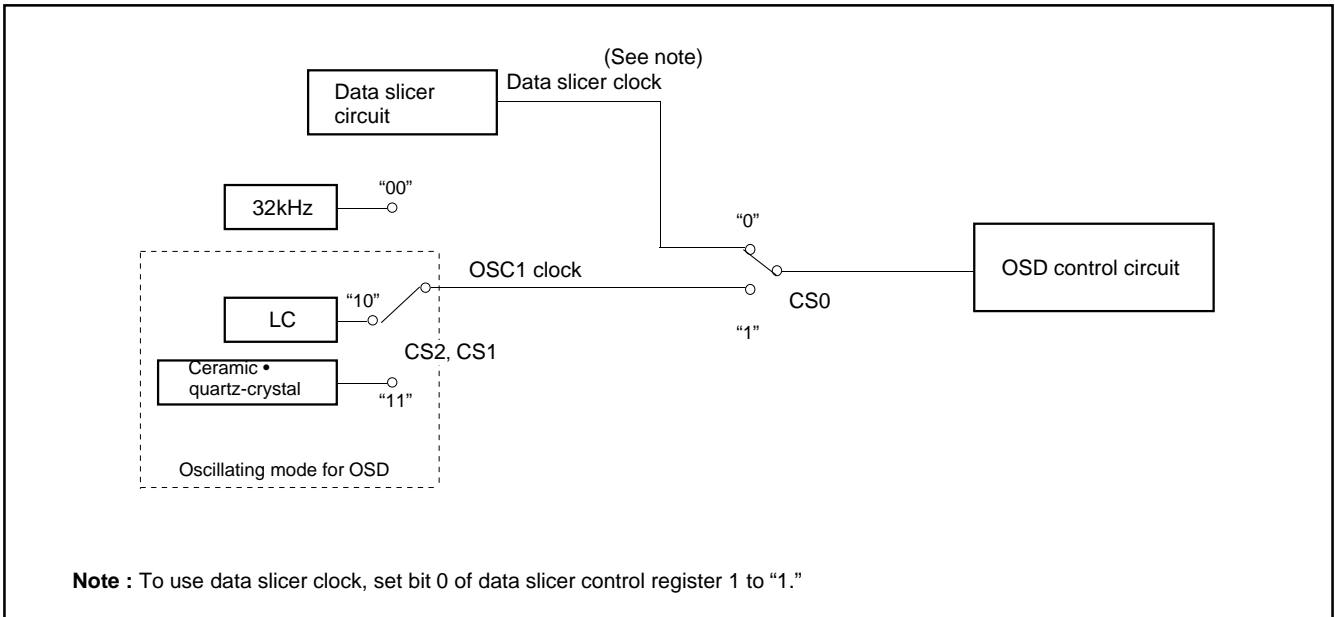 (See note)
Data slicer clock
Data slicer
circuit
“00”
32kHz
“0”
OSC1 clock
OSD control circuit
“10”
LC
CS0
“1”
CS2, CS1
Ceramic •
quartz-crystal
“11”
Oscillating mode for OSD
Note : To use data slicer clock, set bit 0 of data slicer control register 1 to “1.”